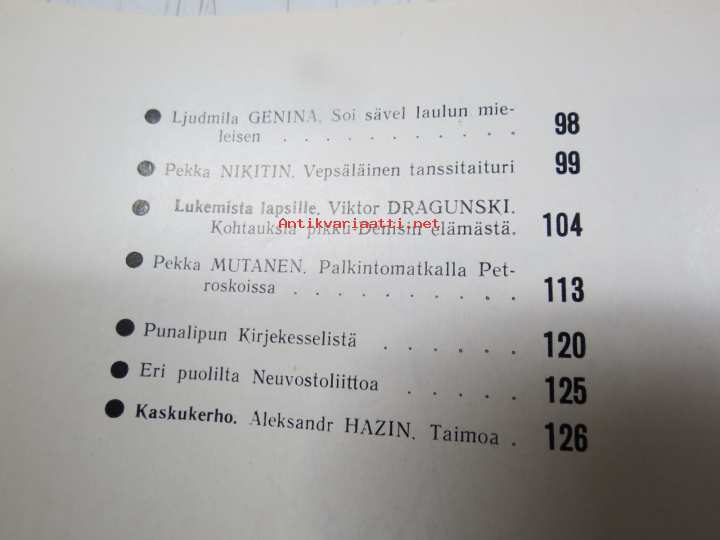 ● Ljudmila GENINA. Soi sävel laulun mie-
leisen . . . . . . . . . . . 98
● Pekka NIKITIN. Vepsäläinen tanssitaituri 99
● Lukemista lapsille. Viktor DRAGUNSKI.
Antikvariaatti.net
Kohtauksia pikku-Denisin elämästä. 104
● Pekka MUTANEN. Palkintomatkalla Pet-
roskoissa . . . . . . . . . . 113
● Punalipun Kirjekesselistä . . . . . . 120
● Eri puolilta Neuvostoliittoa . . . . . 125
● Kaskukerho. Aleksandr HAZIN. Taimoa . 126